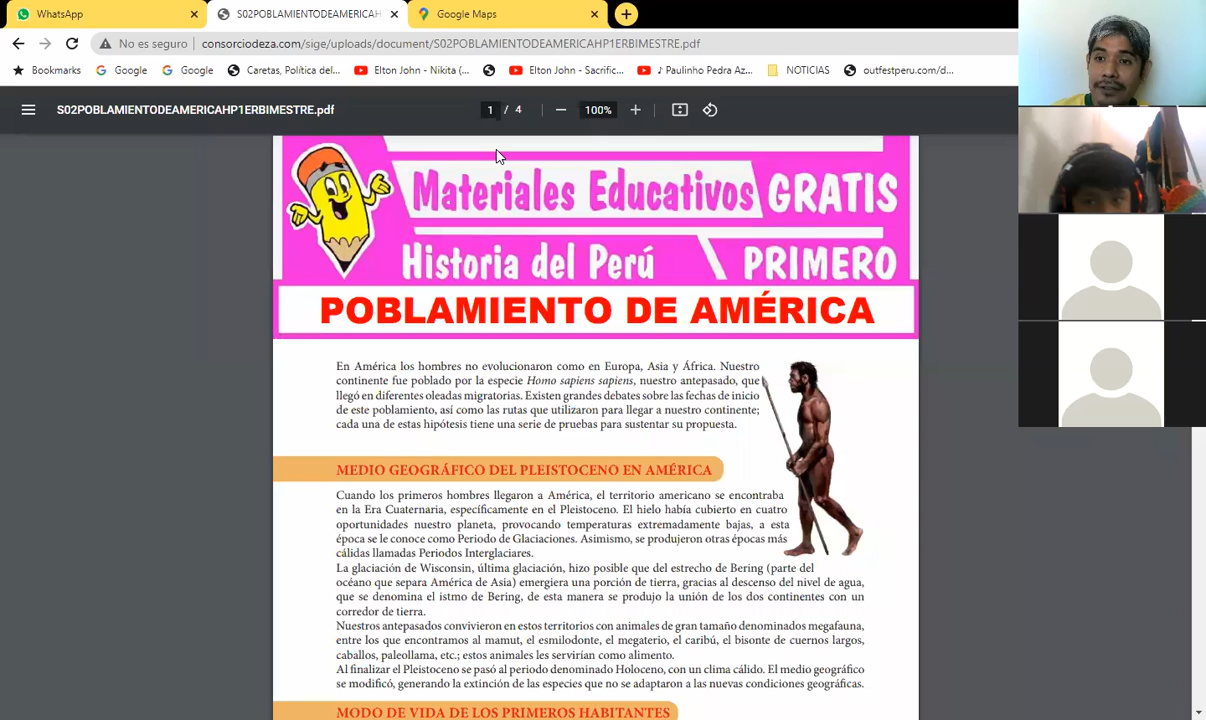 WhatsApp
S02POBLAMIENTODEAMERICAH
Google Maps
No es seguro consorciodeza.com/sige/uploads/document/S02POBLAMIENTODEAMERICAHP1ERBIMESTRE.pdf
Bookmarks Google Google Caretas, Política del... Elton John - Nikita (... Elton John - Sacrific... ♪ Paulinho Pedra Az... NOTICIAS outfestperu.com/d...
S02POBLAMIENTODEAMERICAHP1ERBIMESTRE.pdf 1 / 4 100%
Materiales Educativos GRATIS
Historia del Perú PRIMERO
POBLAMIENTO DE AMÉRICA
En América los hombres no evolucionaron como en Europa, Asia y África. Nuestro
continente fue poblado por la especie Homo sapiens sapiens, nuestro antepasado, que
llegó en diferentes oleadas migratorias. Existen grandes debates sobre las fechas de inicio
de este poblamiento, así como las rutas que utilizaron para llegar a nuestro continente;
cada una de estas hipótesis tiene una serie de pruebas para sustentar su propuesta.
MEDIO GEOGRÁFICO DEL PLEISTOCENO EN AMÉRICA
Cuando los primeros hombres llegaron a América, el territorio americano se encontraba
en la Era Cuaternaria, específicamente en el Pleistoceno. El hielo había cubierto en cuatro
oportunidades nuestro planeta, provocando temperaturas extremadamente bajas, a esta
época se le conoce como Periodo de Glaciaciones. Asimismo, se produjeron otras épocas más
cálidas llamadas Periodos Interglaciares.
La glaciación de Wisconsin, última glaciación, hizo posible que del estrecho de Bering (parte del
océano que separa América de Asia) emergiera una porción de tierra, gracias al descenso del nivel de agua,
que se denomina el istmo de Bering, de esta manera se produjo la unión de los dos continentes con un
corredor de tierra.
Nuestros antepasados convivieron en estos territorios con animales de gran tamaño denominados megafauna,
entre los que encontramos al mamut, el esmilodonte, el megaterio, el caribú, el bisonte de cuernos largos,
caballos, paleollama, etc.; estos animales les servirían como alimento.
Al finalizar el Pleistoceno se pasó al periodo denominado Holoceno, con un clima cálido. El medio geográfico
se modificó, generando la extinción de las especies que no se adaptaron a las nuevas condiciones geográficas.
MODO DE VIDA DE LOS PRIMEROS HABITANTES